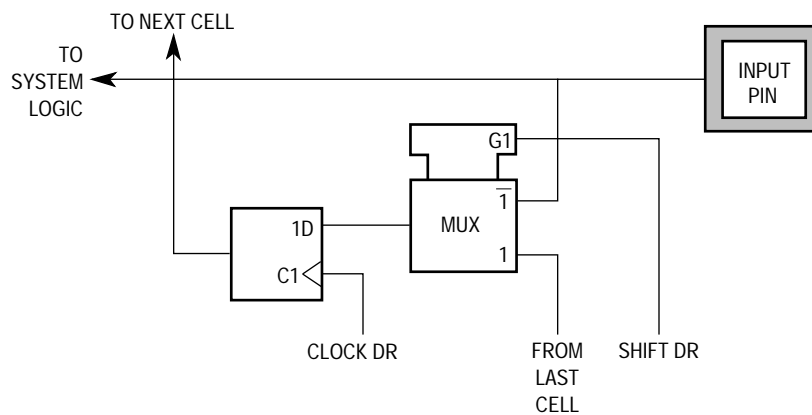 TO NEXT CELL
TO
SYSTEM
LOGIC
INPUT
PIN
G1
1
MUX
1
1D
C1
CLOCK DR
FROM
LAST
CELL
SHIFT DR